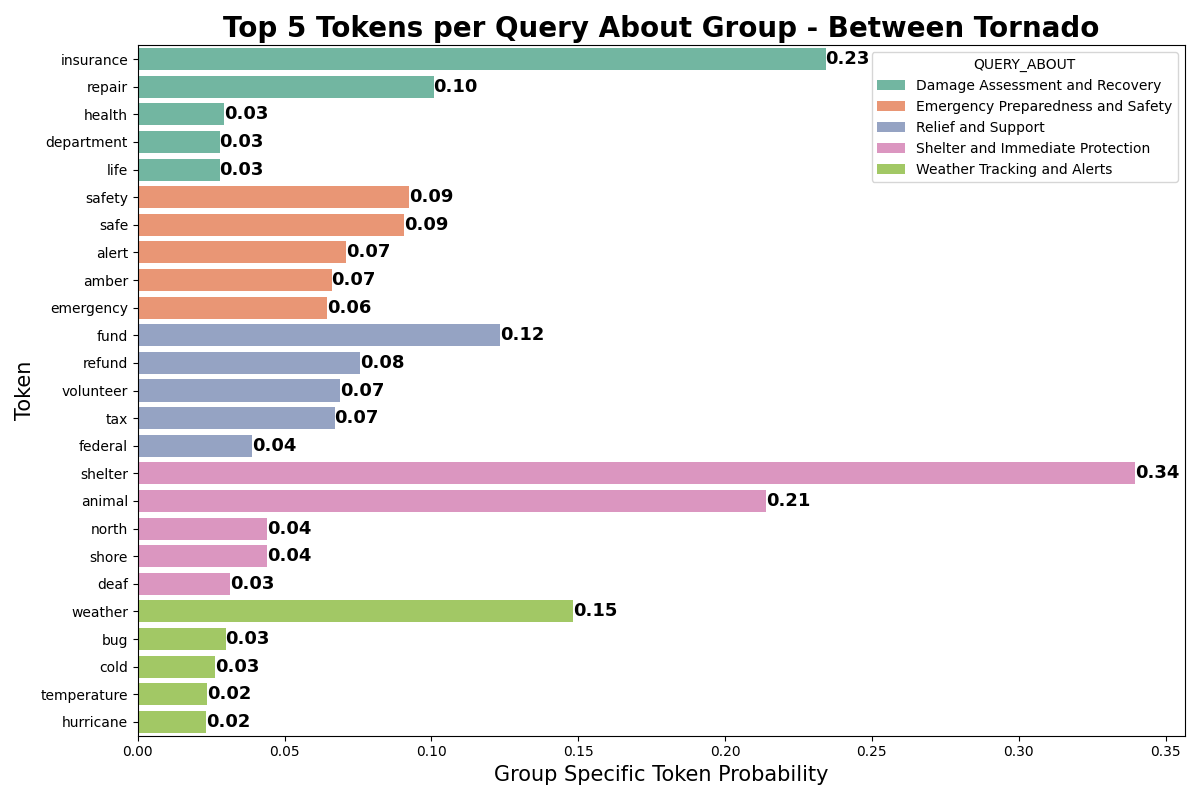 Top 5 Tokens per Query About Group - Between Tornado
insurance 0.23
repair 0.10
health 0.03
department 0.03
life 0.03
safety 0.09
safe 0.09
alert 0.07
amber 0.07
emergency 0.06
fund 0.12
refund 0.08
volunteer 0.07
tax 0.07
federal 0.04
shelter 0.34
animal 0.21
north 0.04
shore 0.04
deaf 0.03
weather 0.15
bug 0.03
cold 0.03
temperature 0.02
hurricane 0.02
Token
QUERY_ABOUT
Damage Assessment and Recovery
Emergency Preparedness and Safety
Relief and Support
Shelter and Immediate Protection
Weather Tracking and Alerts
0.00 0.05 0.10 0.15 0.20 0.25 0.30 0.35
Group Specific Token Probability